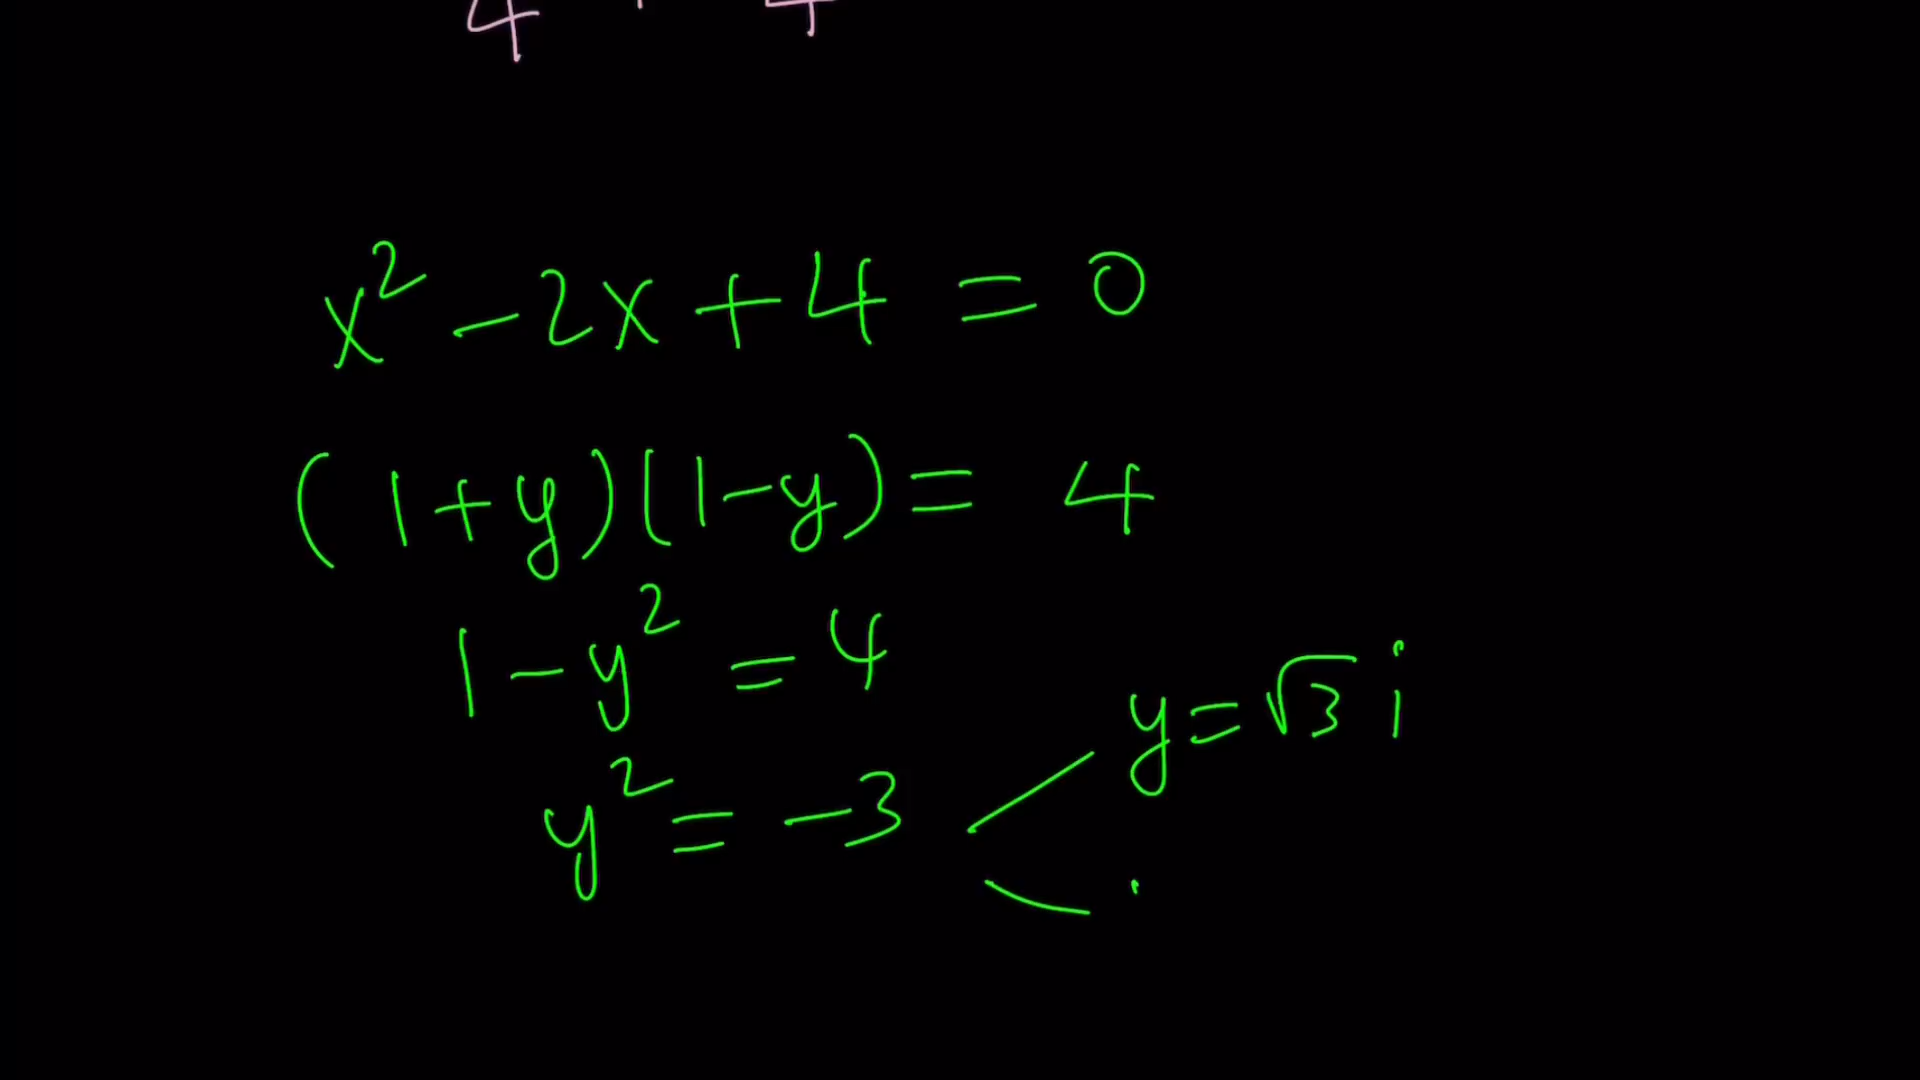 x² - 2x + 4 = 0
(1+y)(1-y) = 4
1 - y² = 4
y² = -3
y = √3 i